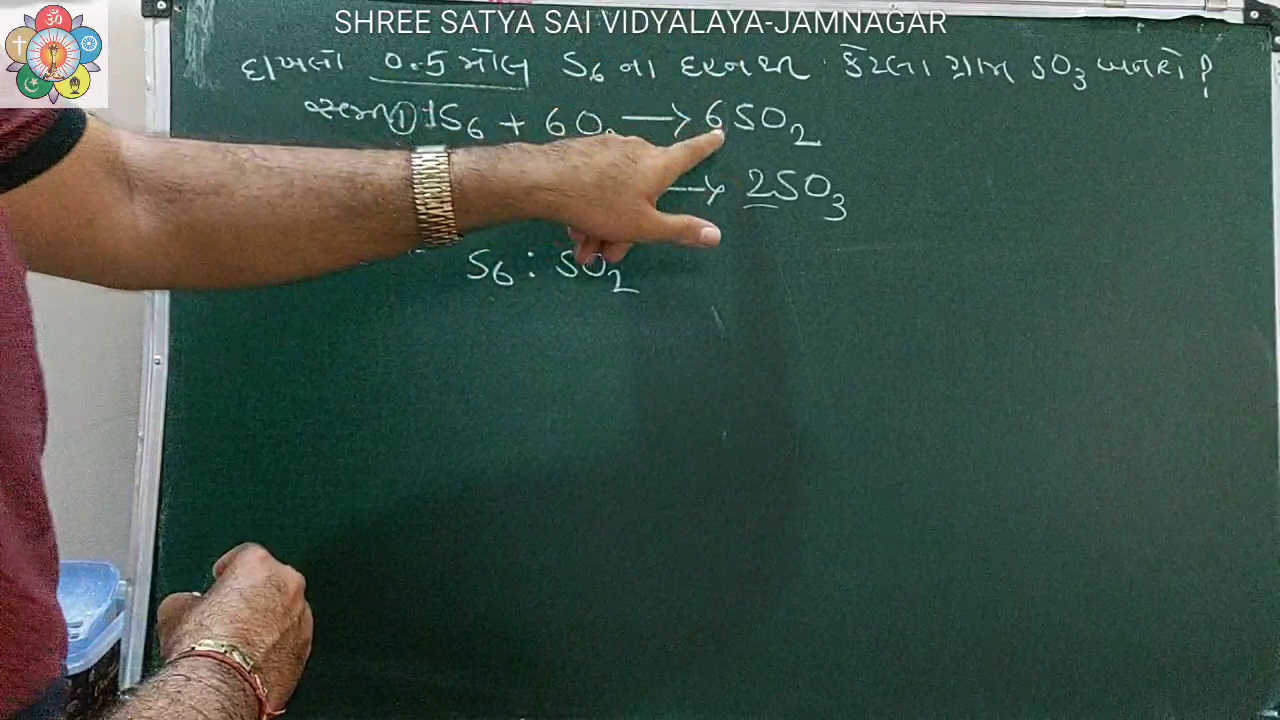 SHREE SATYA SAI VIDYALAYA-JAMNAGAR
દાખલો 0.5 મોલ S6 ના દહનથી કેટલા ગ્રામ SO3 બનશે ?
① 1S6 + 6O2 ⟶ 6SO2
⟶ 2SO3
S6 : SO2